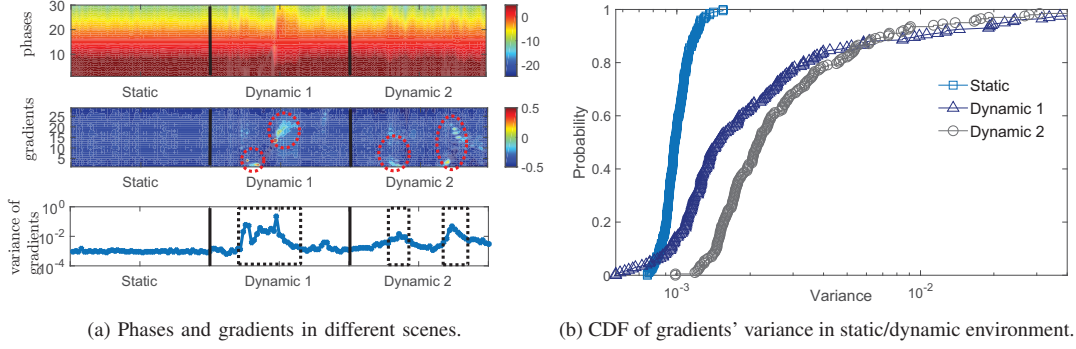 phases
30
20
10
0
-10
-20
Static
Dynamic 1
Dynamic 2
gradients
25
20
15
10
5
0.5
0
-0.5
Static
Dynamic 1
Dynamic 2
variance of
gradients
10^0
10^-2
10^-4
Static
Dynamic 1
Dynamic 2
(a) Phases and gradients in different scenes.
Probability
1
0.8
0.6
0.4
0.2
0
Static
Dynamic 1
Dynamic 2
10^-3
10^-2
Variance
(b) CDF of gradients' variance in static/dynamic environment.